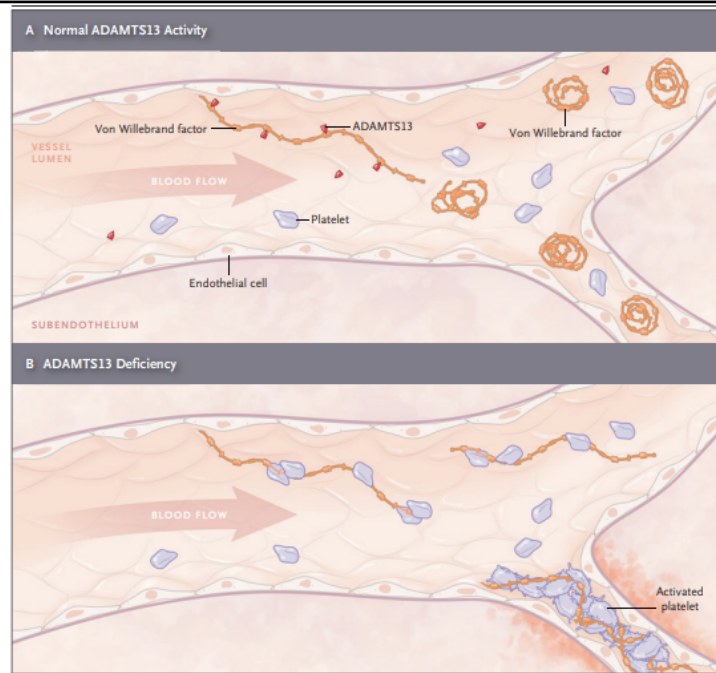 A Normal ADAMTS13 Activity
Von Willebrand factor
ADAMTS13
Von Willebrand factor
VESSEL
LUMEN
BLOOD FLOW
Platelet
Endothelial cell
SUBENDOTHELIUM
B ADAMTS13 Deficiency
BLOOD FLOW
Activated
platelet